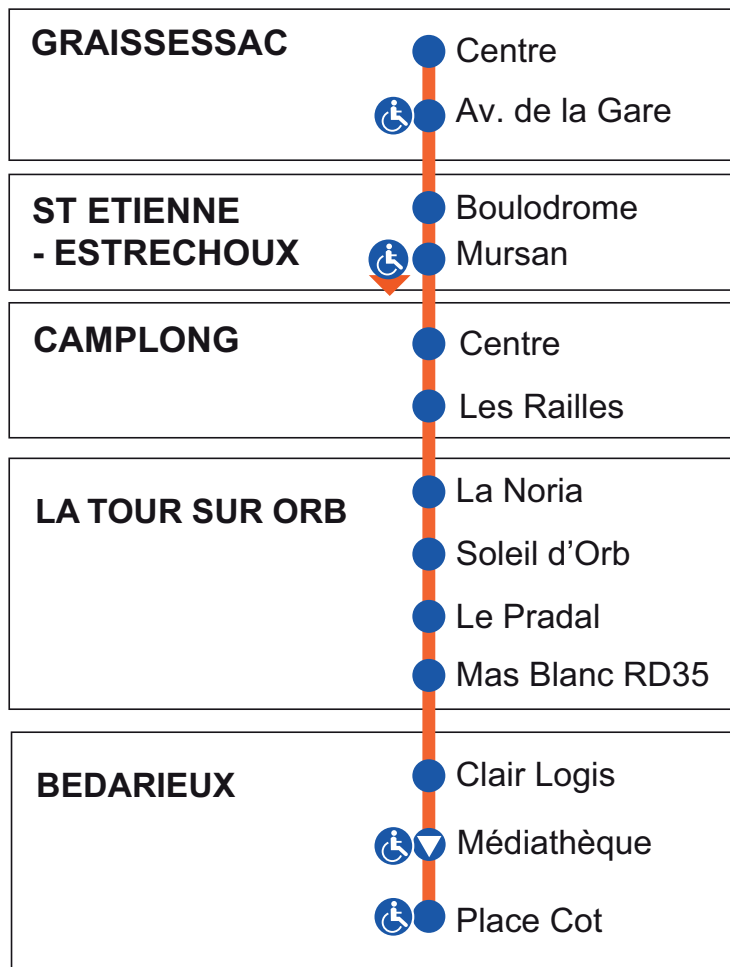 GRAISSESSAC
Centre
Av. de la Gare
ST ETIENNE
- ESTRECHOUX
Boulodrome
Mursan
CAMPLONG
Centre
Les Railles
LA TOUR SUR ORB
La Noria
Soleil d’Orb
Le Pradal
Mas Blanc RD35
BEDARIEUX
Clair Logis
Médiathèque
Place Cot